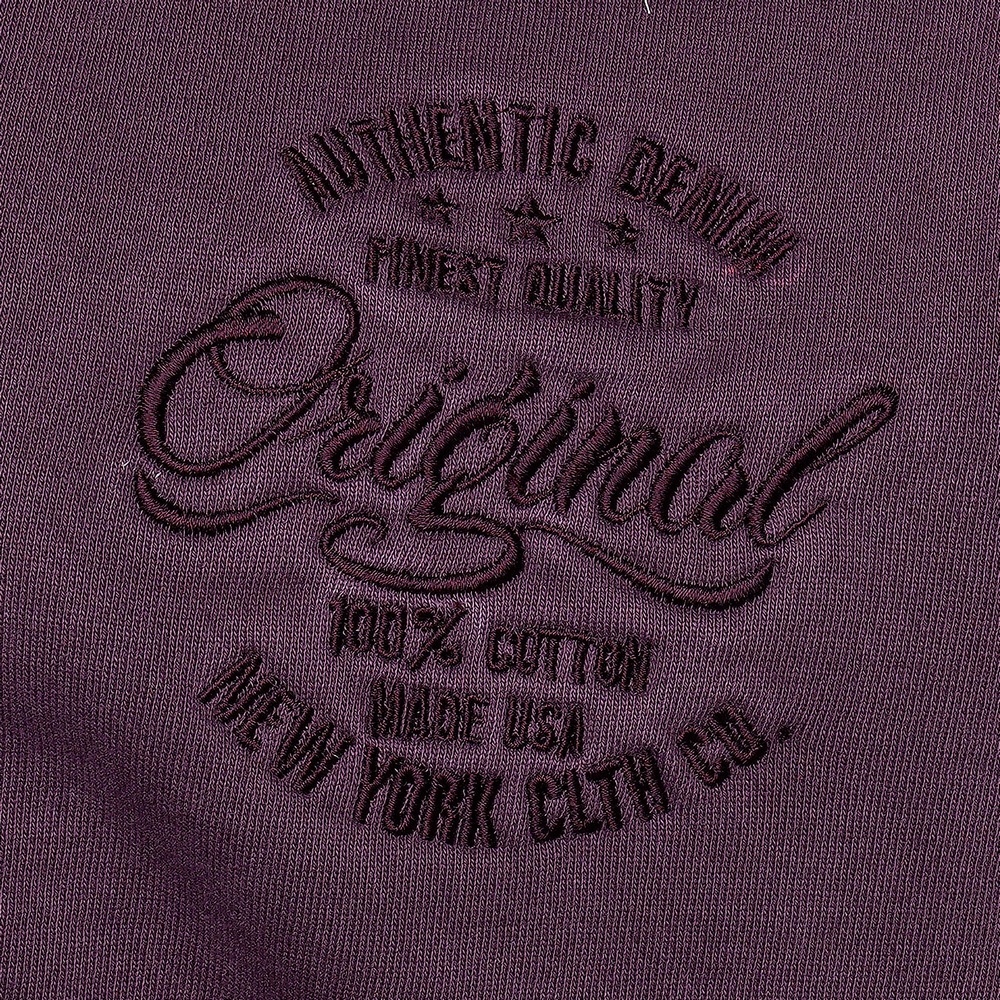 AUTHENTIC DENIM
FINEST QUALITY
Original
100% COTTON
MADE USA
NEW YORK CLTH CO.